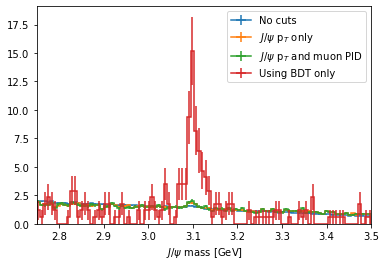 No cuts
J/ψ p_T only
J/ψ p_T and muon PID
Using BDT only
17.5
15.0
12.5
10.0
7.5
5.0
2.5
0.0
2.8 2.9 3.0 3.1 3.2 3.3 3.4 3.5
J/ψ mass [GeV]